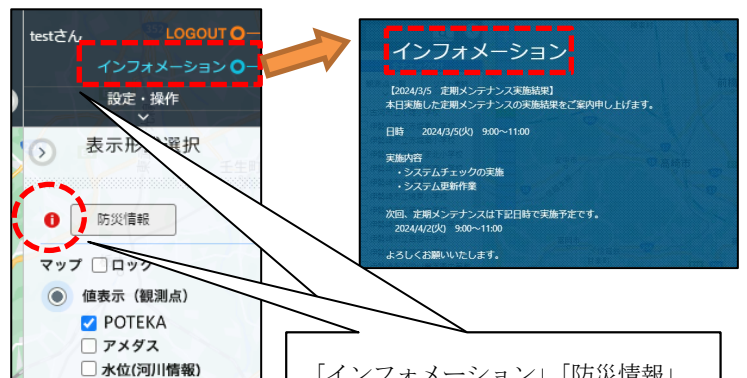 testさん LOGOUT
インフォメーション
設定・操作
表示形 選択
防災情報
マップ ロック
値表示（観測点）
POTEKA
アメダス
水位(河川情報)
インフォメーション
【2024/3/5 定期メンテナンス実施結果】
本日実施した定期メンテナンスの実施結果をご案内申し上げます。
日時 2024/3/5(火) 9:00～11:00
実施内容
・システムチェックの実施
・システム更新作業
次回、定期メンテナンスは下記日時で実施予定です。
2024/4/2(火) 9:00～11:00
よろしくお願いいたします。
「インフォメーション」「防災情報」